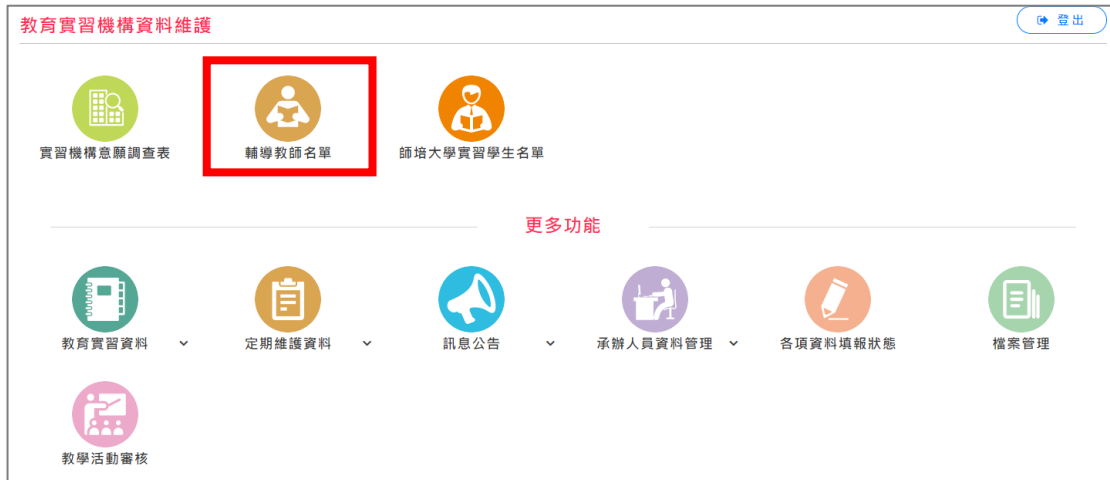 教育實習機構資料維護
登出
實習機構意願調查表
輔導教師名單
師培大學實習學生名單
更多功能
教育實習資料
定期維護資料
訊息公告
承辦人員資料管理
各項資料填報狀態
檔案管理
教學活動審核